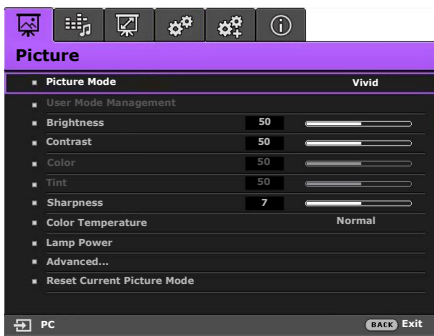 Picture
Picture Mode Vivid
User Mode Management
Brightness 50
Contrast 50
Color 50
Tint 50
Sharpness 7
Color Temperature Normal
Lamp Power
Advanced...
Reset Current Picture Mode
PC BACK Exit